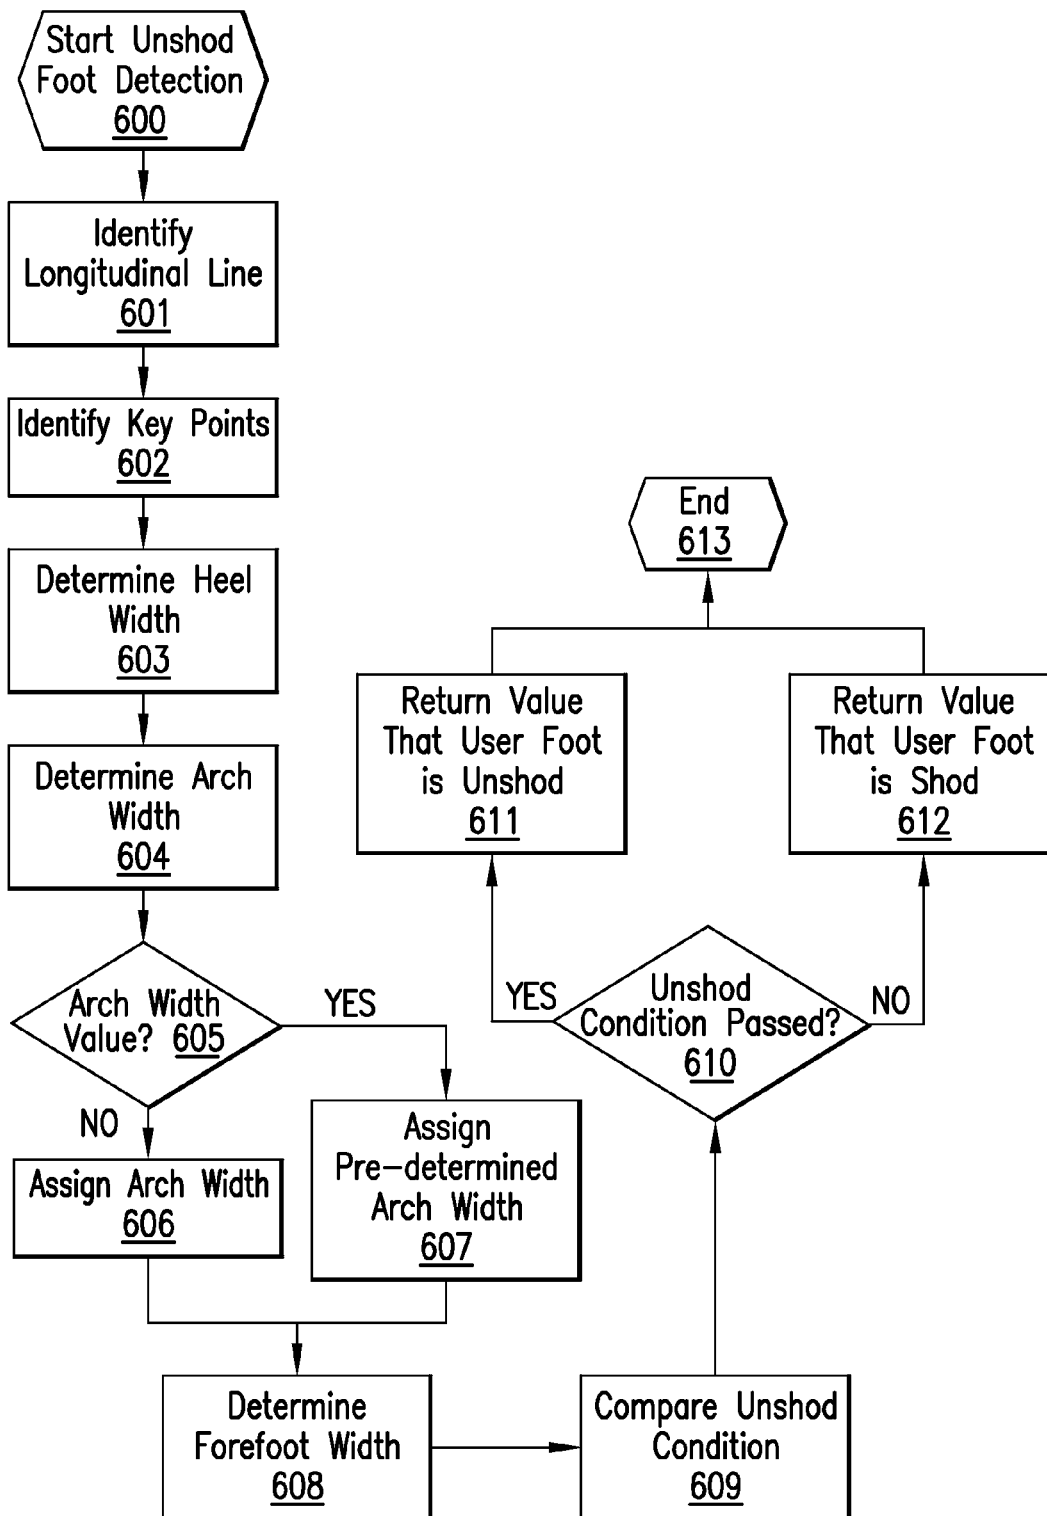 Start Unshod
Foot Detection
600
Identify
Longitudinal Line
601
Identify Key Points
602
Determine Heel
Width
603
Determine Arch
Width
604
Arch Width
Value? 605
YES
NO
Assign Arch Width
606
Assign
Pre-determined
Arch Width
607
Determine
Forefoot Width
608
Compare Unshod
Condition
609
Unshod
Condition Passed?
610
YES
NO
Return Value
That User Foot
is Unshod
611
Return Value
That User Foot
is Shod
612
End
613